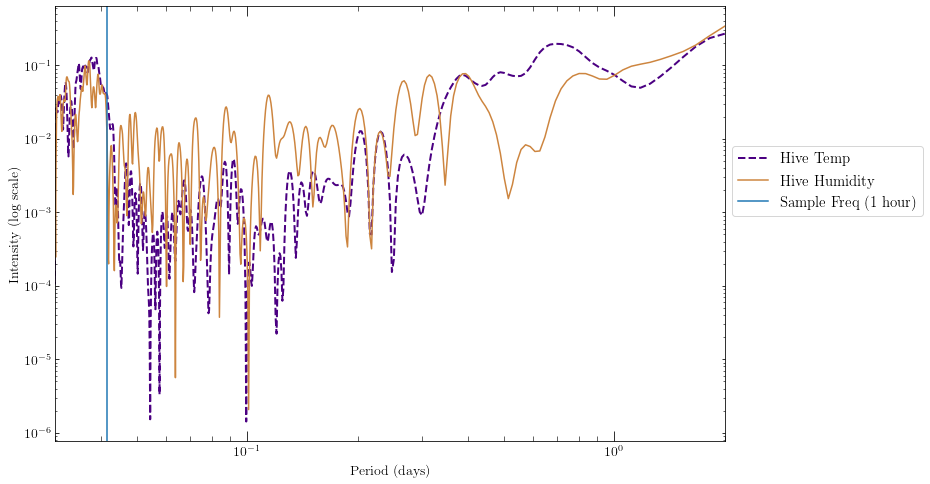 10⁻¹
10⁻²
10⁻³
10⁻⁴
10⁻⁵
10⁻⁶
Intensity (log scale)
10⁻¹
10⁰
Period (days)
Hive Temp
Hive Humidity
Sample Freq (1 hour)